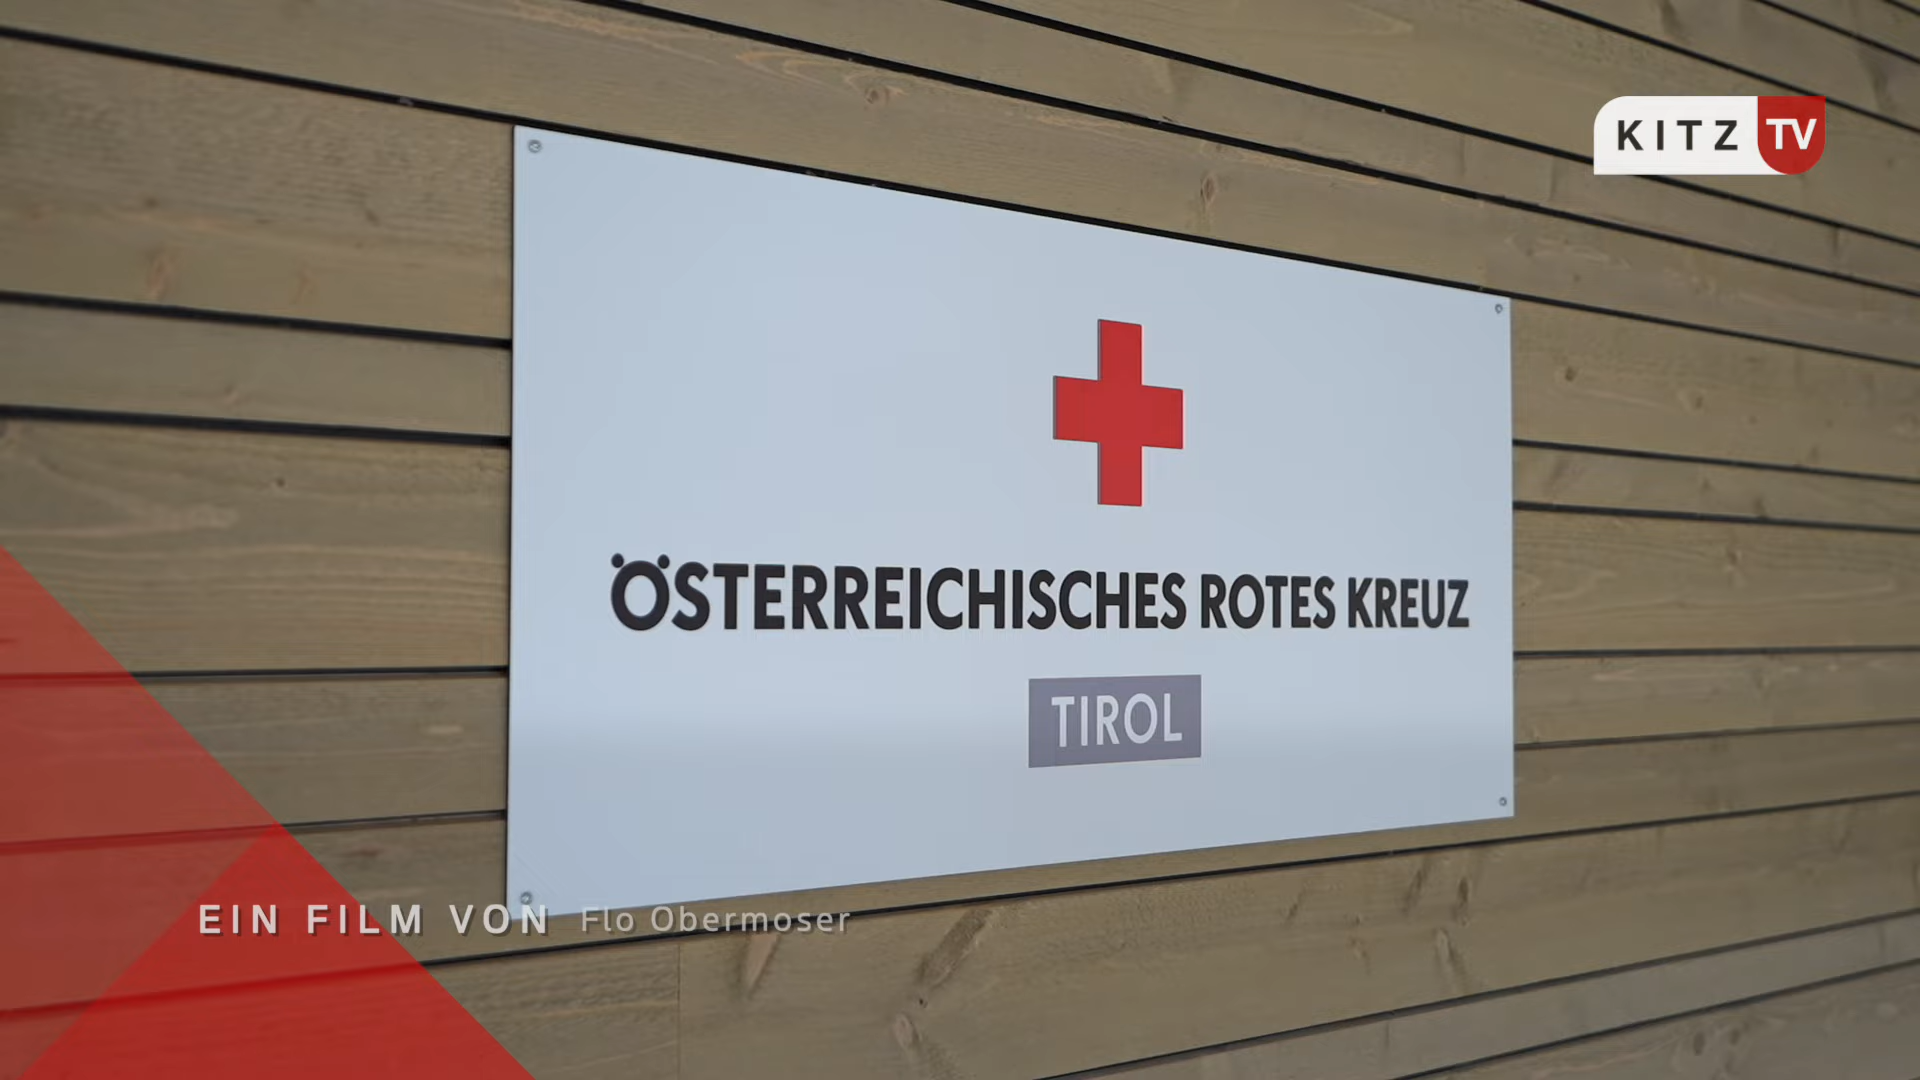 KITZ TV
ÖSTERREICHISCHES ROTES KREUZ
TIROL
EIN FILM VON Flo Obermoser